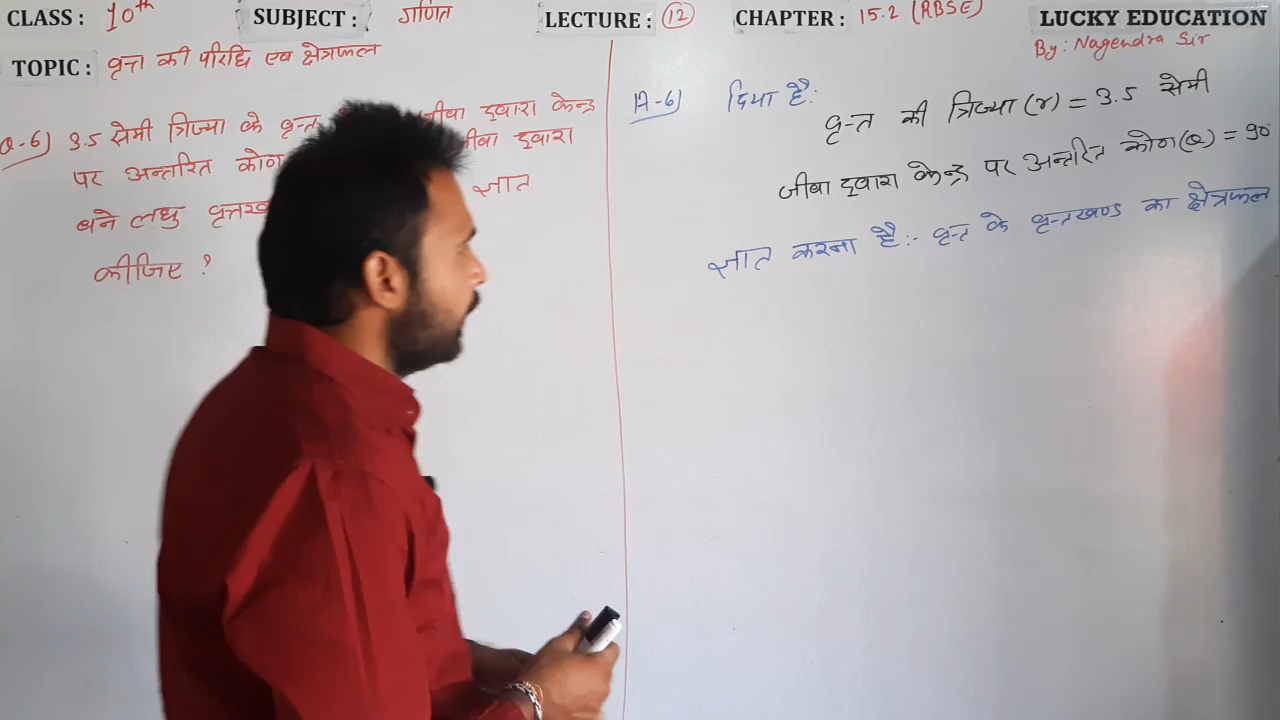 CLASS : 10th SUBJECT : गणित LECTURE : 12 CHAPTER : 15.2 (RBSE) LUCKY EDUCATION
By: Nagendra Sir
TOPIC : वृत्त की परिधि एवं क्षेत्रफल
Q-6) 3.5 सेमी त्रिज्या के जीवा द्वारा केन्द्र
पर अन्तरित कोण जीवा द्वारा
बने लघु ज्ञात
कीजिए ?
A-6) दिया है:
वृत्त की त्रिज्या (r) = 3.5 सेमी
जीवा द्वारा केन्द्र पर अन्तरित कोण(θ) = 90°
ज्ञात करना है:- वृत्त के वृत्तखण्ड का क्षेत्रफल